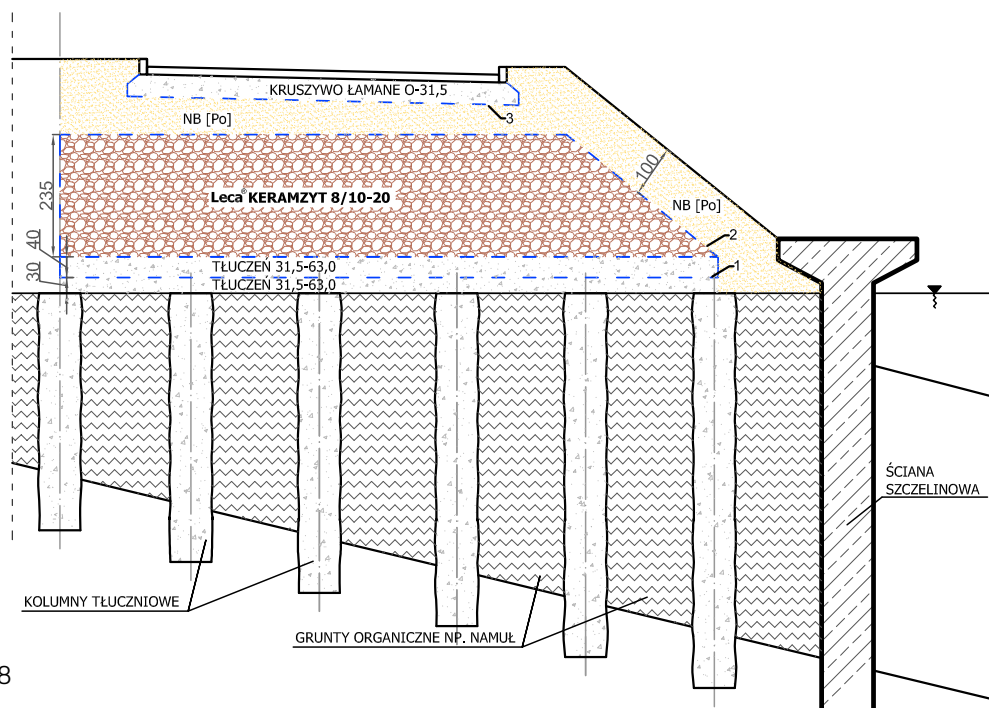 KRUSZYWO ŁAMANE O-31,5
3
NB [Po]
100
235
Leca® KERAMZYT 8/10-20
NB [Po]
2
40
TŁUCZEŃ 31,5-63,0
1
30
TŁUCZEŃ 31,5-63,0
ŚCIANA
SZCZELINOWA
KOLUMNY TŁUCZNIOWE
GRUNTY ORGANICZNE NP. NAMUŁ
8